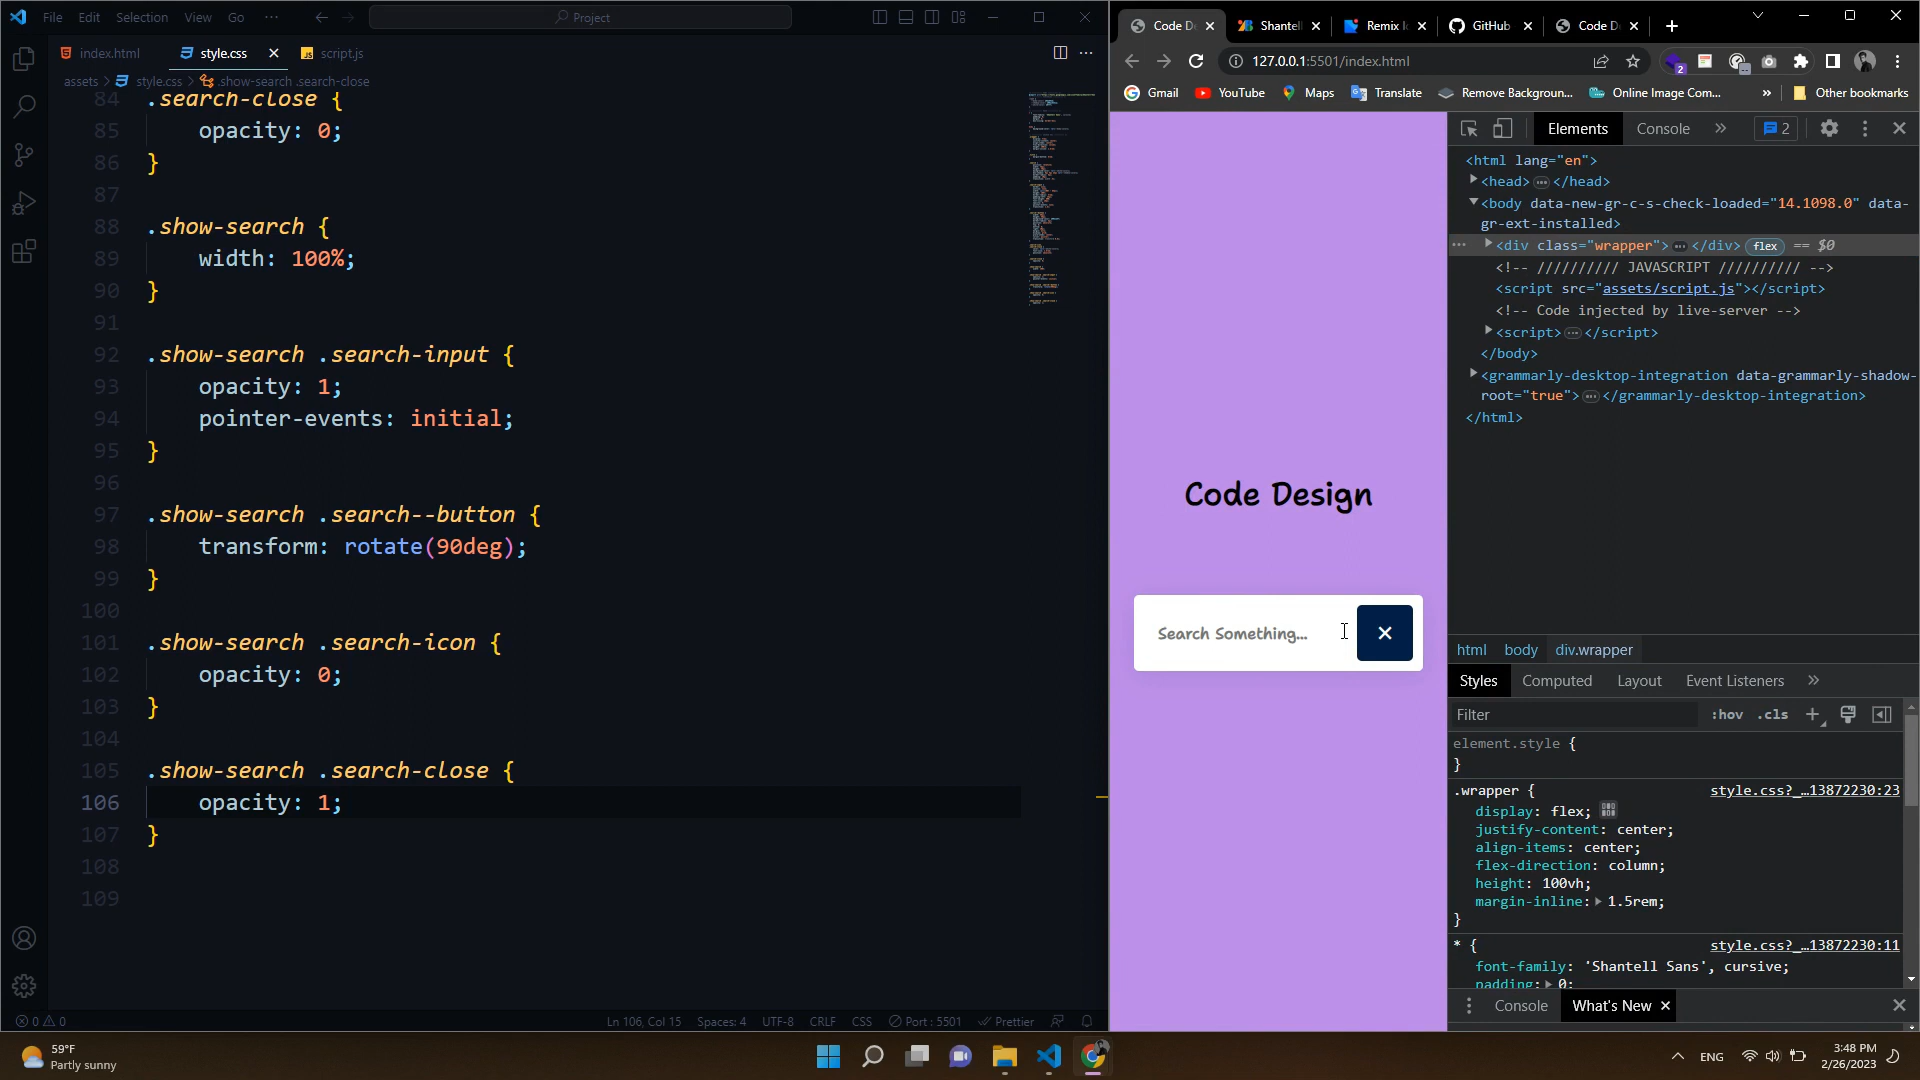 File Edit Selection View Go ··· Project
index.html style.css script.js
assets > style.css > .show-search .search-close
84 .search-close {
85 opacity: 0;
86 }
87
88 .show-search {
89 width: 100%;
90 }
91
92 .show-search .search-input {
93 opacity: 1;
94 pointer-events: initial;
95 }
96
97 .show-search .search--button {
98 transform: rotate(90deg);
99 }
100
101 .show-search .search-icon {
102 opacity: 0;
103 }
104
105 .show-search .search-close {
106 opacity: 1;
107 }
108
109
0 0 Ln 106, Col 15 Spaces: 4 UTF-8 CRLF CSS Port : 5501 Prettier
Code D Shantell Remix I GitHub Code D
127.0.0.1:5501/index.html
2
Gmail YouTube Maps Translate Remove Backgroun... Online Image Com... » Other bookmarks
Code Design
Search Something...
Elements Console » 2
<html lang="en">
<head> ··· </head>
<body data-new-gr-c-s-check-loaded="14.1098.0" data-
gr-ext-installed>
··· <div class="wrapper"> ··· </div> flex == $0
<!-- ////////// JAVASCRIPT ////////// -->
<script src="assets/script.js"></script>
<!-- Code injected by live-server -->
<script> ··· </script>
</body>
<grammarly-desktop-integration data-grammarly-shadow-
root="true"> ··· </grammarly-desktop-integration>
</html>
html body div.wrapper
Styles Computed Layout Event Listeners »
Filter :hov .cls
element.style {
}
.wrapper { style.css?_…13872230:23
display: flex;
justify-content: center;
align-items: center;
flex-direction: column;
height: 100vh;
margin-inline: 1.5rem;
}
* { style.css?_…13872230:11
font-family: 'Shantell Sans', cursive;
padding: 0;
Console What's New
59°F
Partly sunny
ENG
3:48 PM
2/26/2023